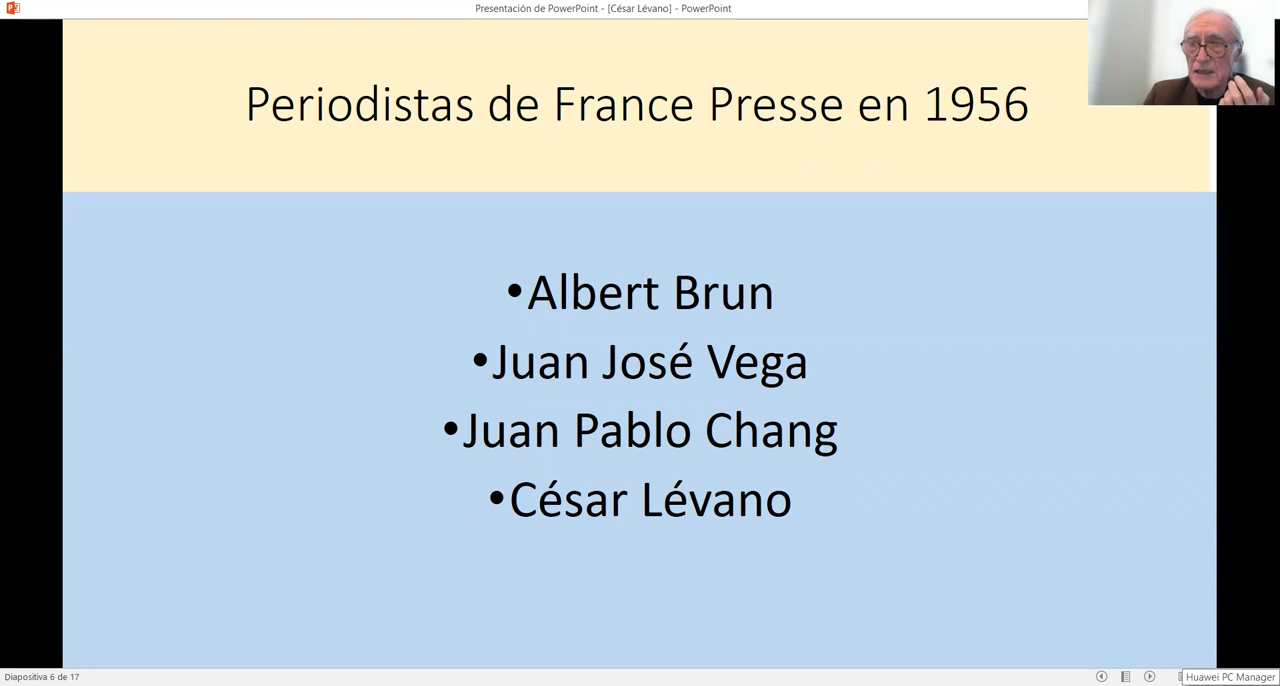 Presentación de PowerPoint - [César Lévano] - PowerPoint
Periodistas de France Presse en 1956
•Albert Brun
•Juan José Vega
•Juan Pablo Chang
•César Lévano
Diapositiva 6 de 17
Huawei PC Manager